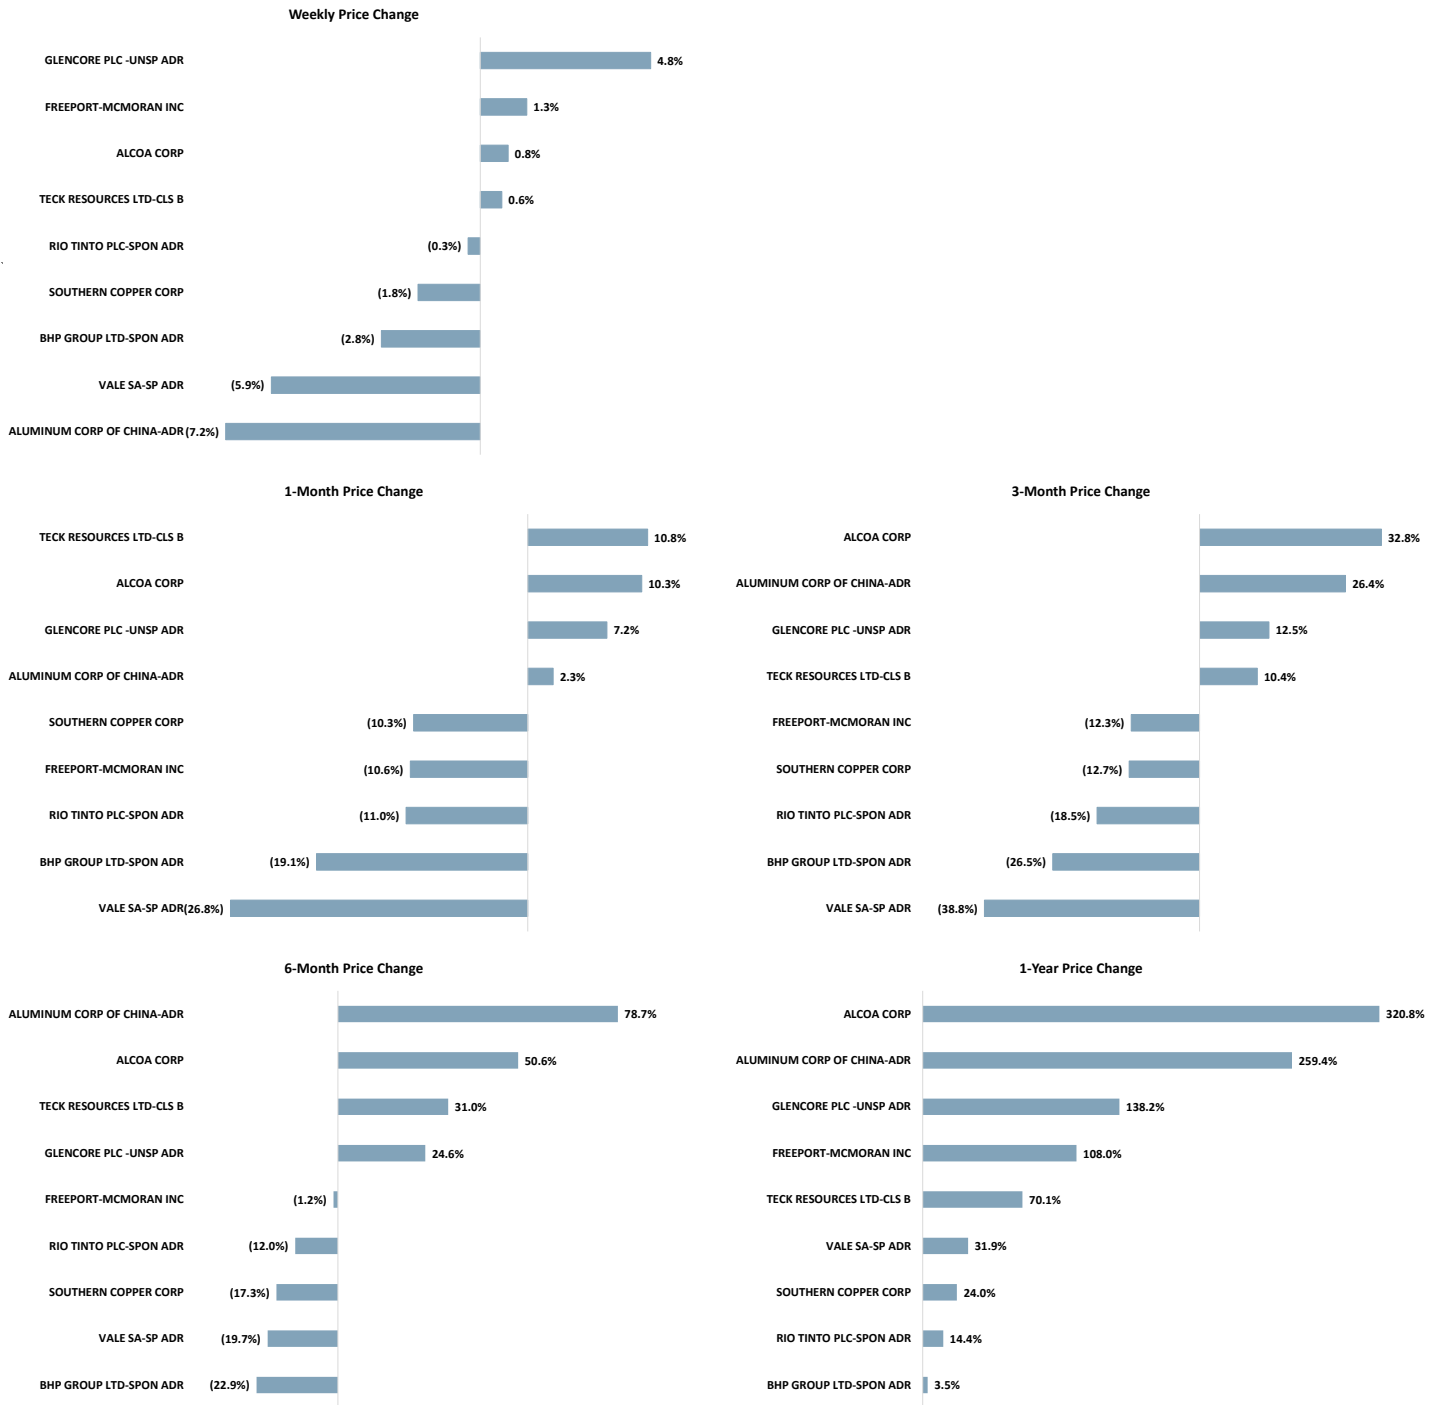 Weekly Price Change
GLENCORE PLC -UNSP ADR 4.8%
FREEPORT-MCMORAN INC 1.3%
ALCOA CORP 0.8%
TECK RESOURCES LTD-CLS B 0.6%
RIO TINTO PLC-SPON ADR (0.3%)
SOUTHERN COPPER CORP (1.8%)
BHP GROUP LTD-SPON ADR (2.8%)
VALE SA-SP ADR (5.9%)
ALUMINUM CORP OF CHINA-ADR (7.2%)
1-Month Price Change
TECK RESOURCES LTD-CLS B 10.8%
ALCOA CORP 10.3%
GLENCORE PLC -UNSP ADR 7.2%
ALUMINUM CORP OF CHINA-ADR 2.3%
SOUTHERN COPPER CORP (10.3%)
FREEPORT-MCMORAN INC (10.6%)
RIO TINTO PLC-SPON ADR (11.0%)
BHP GROUP LTD-SPON ADR (19.1%)
VALE SA-SP ADR (26.8%)
3-Month Price Change
ALCOA CORP 32.8%
ALUMINUM CORP OF CHINA-ADR 26.4%
GLENCORE PLC -UNSP ADR 12.5%
TECK RESOURCES LTD-CLS B 10.4%
FREEPORT-MCMORAN INC (12.3%)
SOUTHERN COPPER CORP (12.7%)
RIO TINTO PLC-SPON ADR (18.5%)
BHP GROUP LTD-SPON ADR (26.5%)
VALE SA-SP ADR (38.8%)
6-Month Price Change
ALUMINUM CORP OF CHINA-ADR 78.7%
ALCOA CORP 50.6%
TECK RESOURCES LTD-CLS B 31.0%
GLENCORE PLC -UNSP ADR 24.6%
FREEPORT-MCMORAN INC (1.2%)
RIO TINTO PLC-SPON ADR (12.0%)
SOUTHERN COPPER CORP (17.3%)
VALE SA-SP ADR (19.7%)
BHP GROUP LTD-SPON ADR (22.9%)
1-Year Price Change
ALCOA CORP 320.8%
ALUMINUM CORP OF CHINA-ADR 259.4%
GLENCORE PLC -UNSP ADR 138.2%
FREEPORT-MCMORAN INC 108.0%
TECK RESOURCES LTD-CLS B 70.1%
VALE SA-SP ADR 31.9%
SOUTHERN COPPER CORP 24.0%
RIO TINTO PLC-SPON ADR 14.4%
BHP GROUP LTD-SPON ADR 3.5%